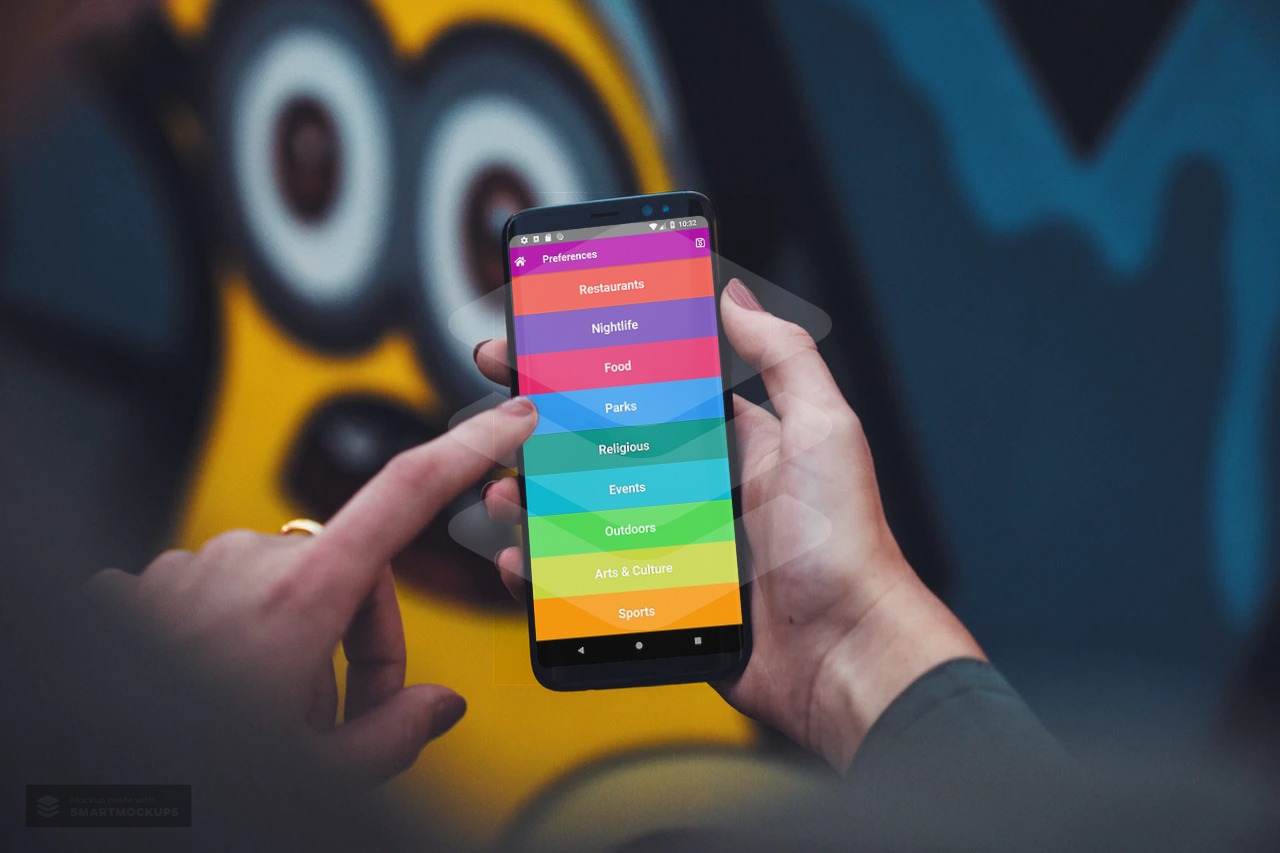 10:32
Preferences
Restaurants
Nightlife
Food
Parks
Religious
Events
Outdoors
Arts & Culture
Sports
Mockup made with
SMARTMOCKUPS